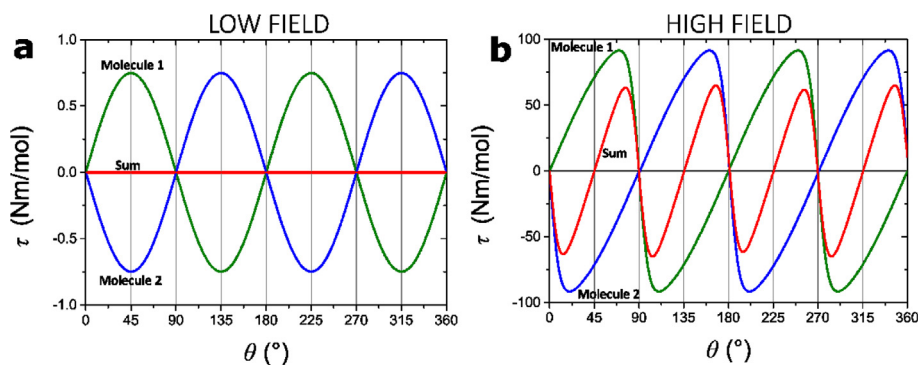 LOW FIELD
a
τ (Nm/mol)
1.0
0.5
0.0
-0.5
-1.0
Molecule 1
Sum
Molecule 2
0 45 90 135 180 225 270 315 360
θ (°)
HIGH FIELD
b
τ (Nm/mol)
100
50
0
-50
-100
Molecule 1
Sum
Molecule 2
0 45 90 135 180 225 270 315 360
θ (°)